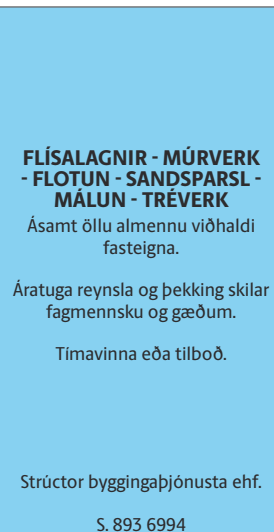 FLÍSALAGNIR - MÚRVERK
- FLOTUN - SANDSPARSL -
MÁLUN - TRÉVERK
Ásamt öllu almennu viðhaldi
fasteigna.
Áratuga reynsla og þekking skilar
fagmennsku og gæðum.
Tímavinna eða tilboð.
Strúctor byggingaþjónusta ehf.
S. 893 6994